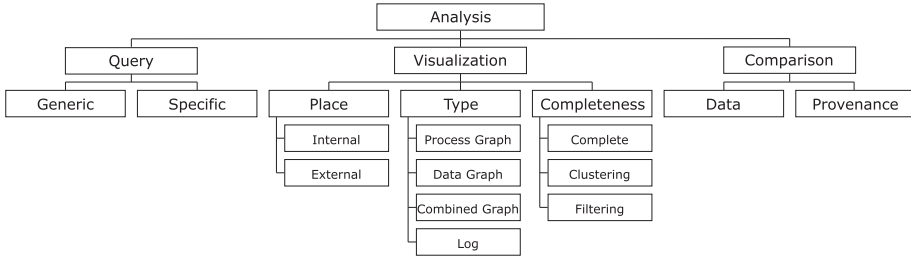 Analysis
Query
Visualization
Comparison
Generic
Specific
Place
Type
Completeness
Data
Provenance
Internal
Process Graph
Complete
External
Data Graph
Clustering
Combined Graph
Filtering
Log